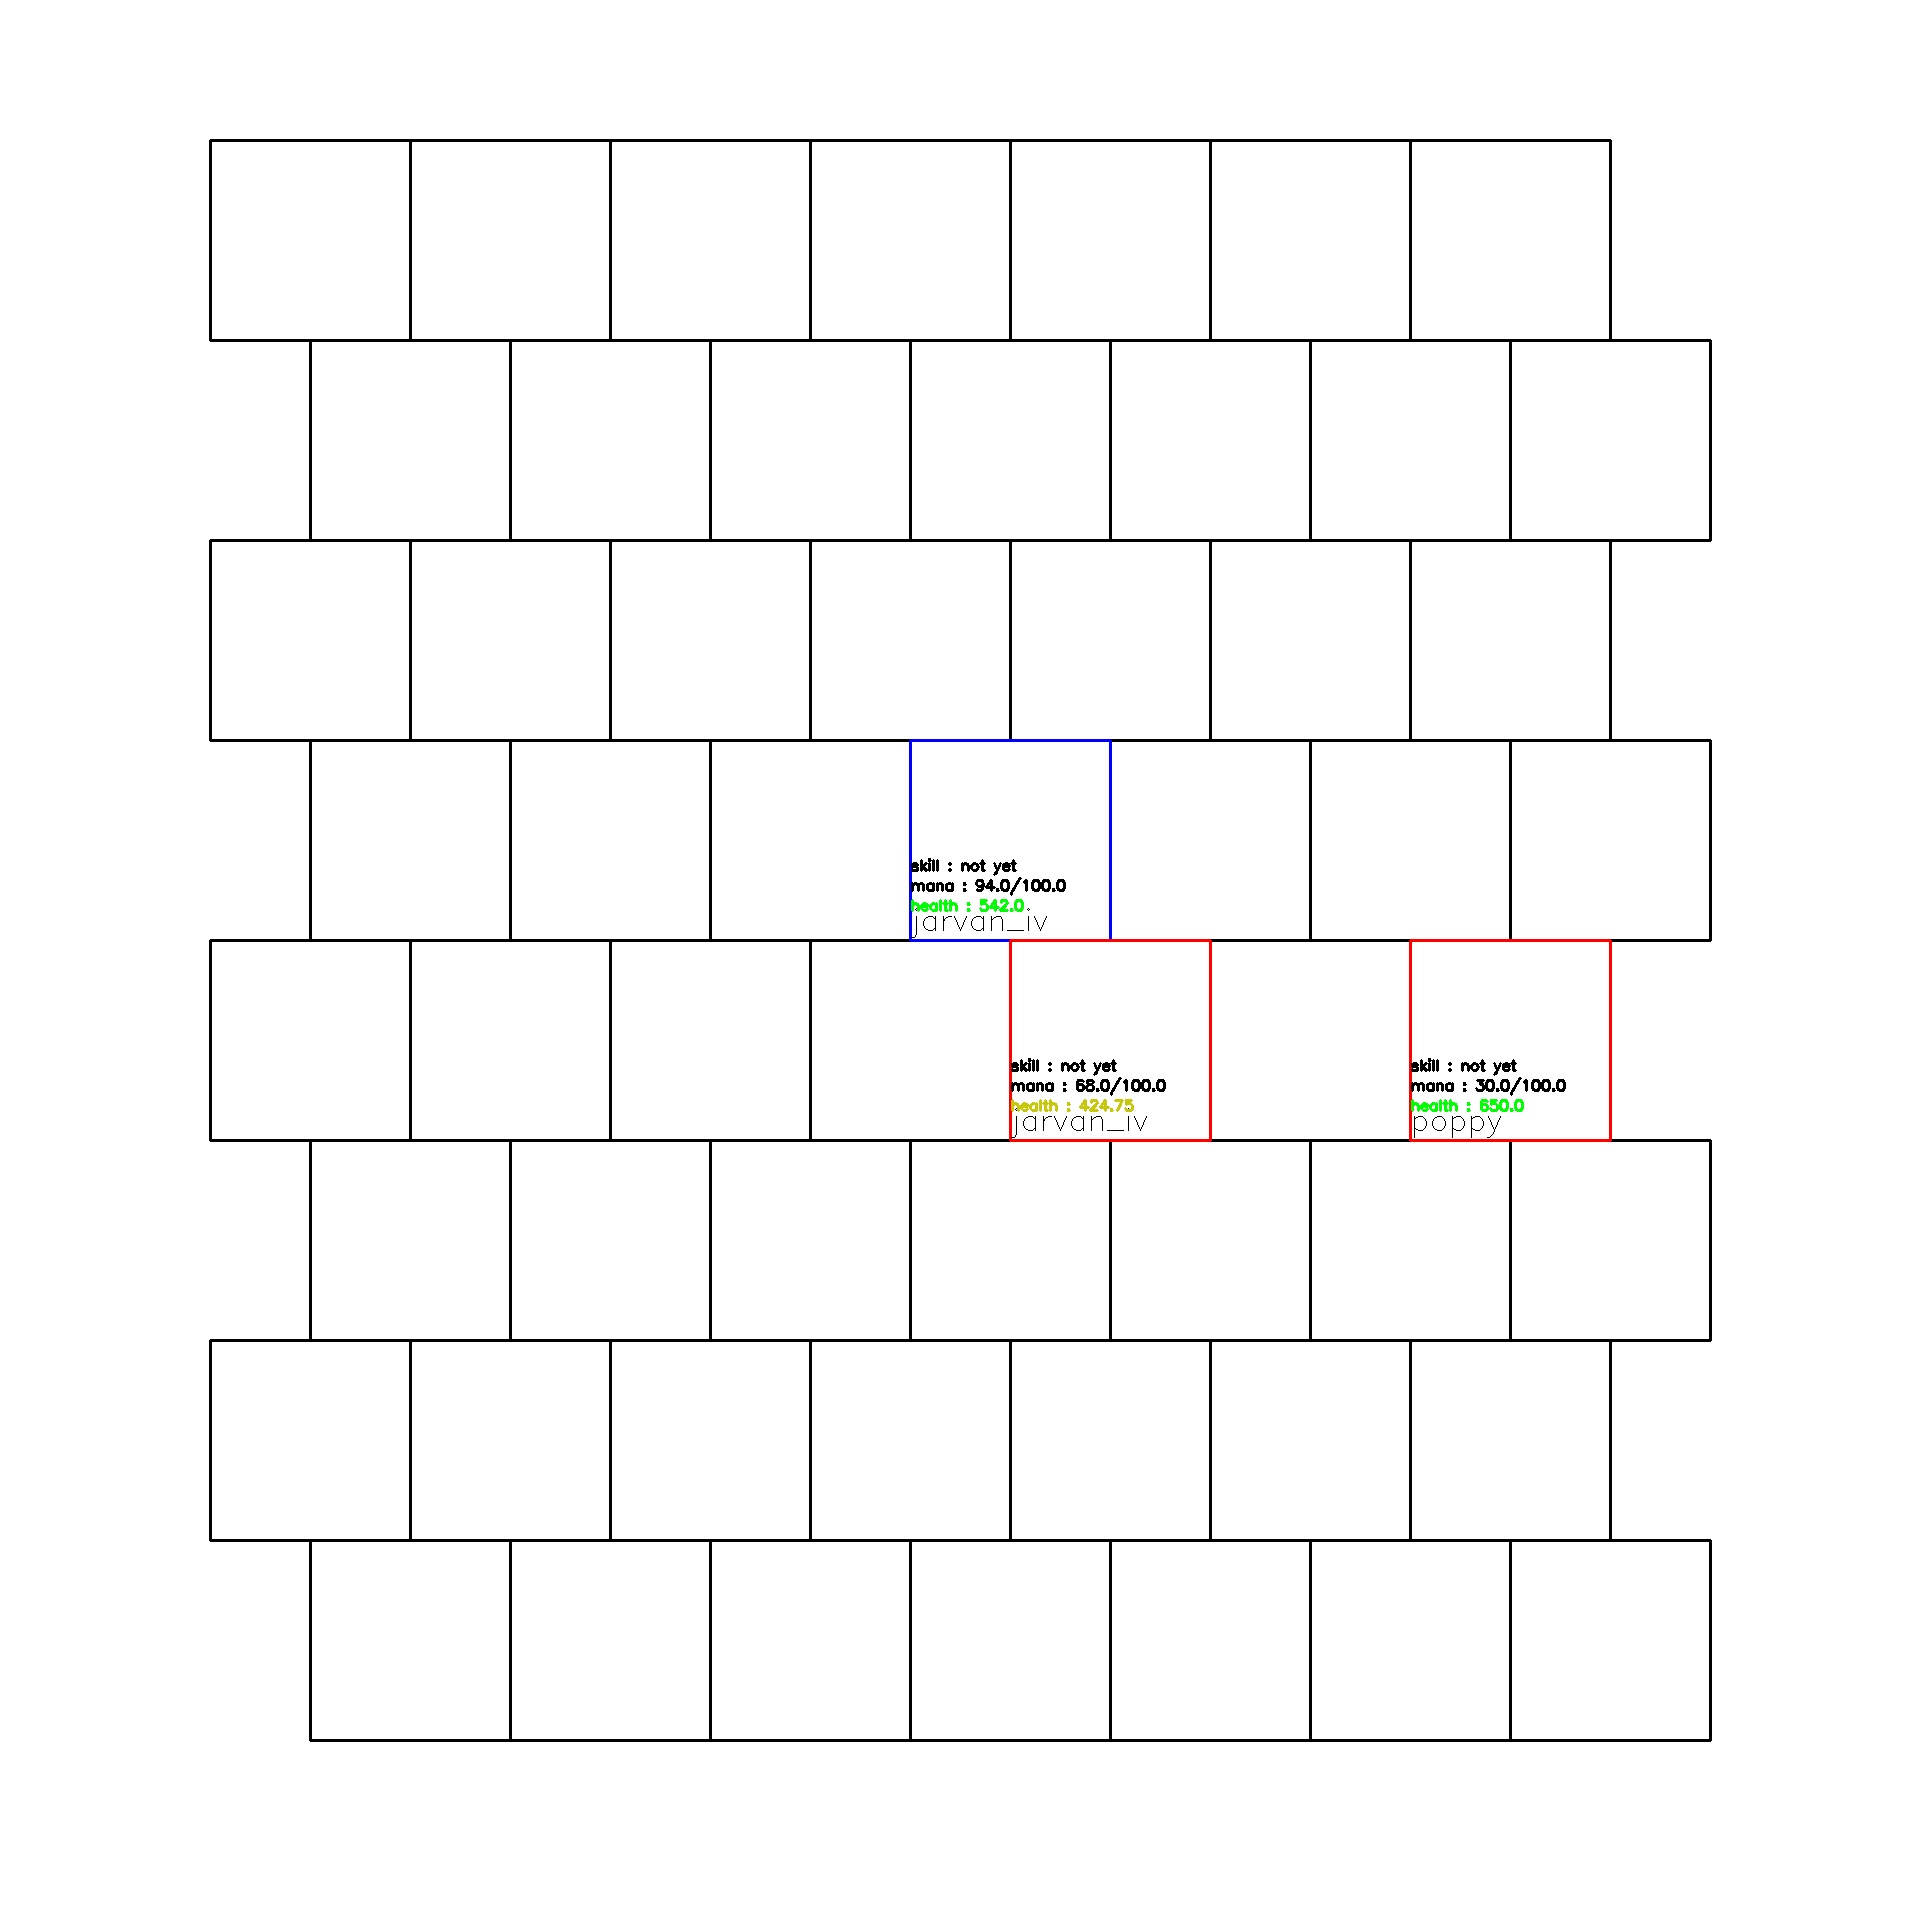 skill : not yet
mana : 94.0/100.0
health : 542.0
jarvan_iv
skill : not yet
mana : 68.0/100.0
health : 424.75
jarvan_iv
skill : not yet
mana : 30.0/100.0
health : 650.0
poppy